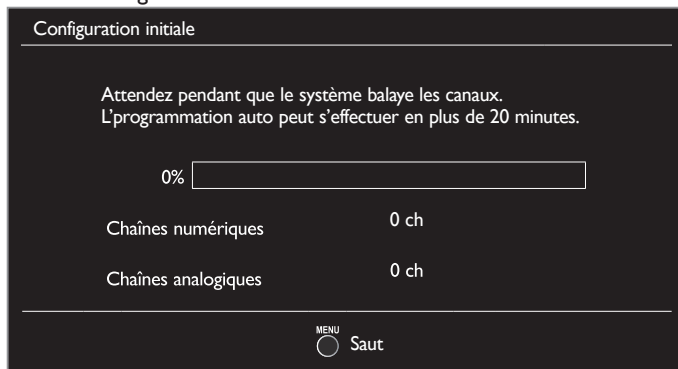 Configuration initiale
Attendez pendant que le système balaye les canaux.
L'programmation auto peut s'effectuer en plus de 20 minutes.
0%
Chaînes numériques 0 ch
Chaînes analogiques 0 ch
MENU
Saut